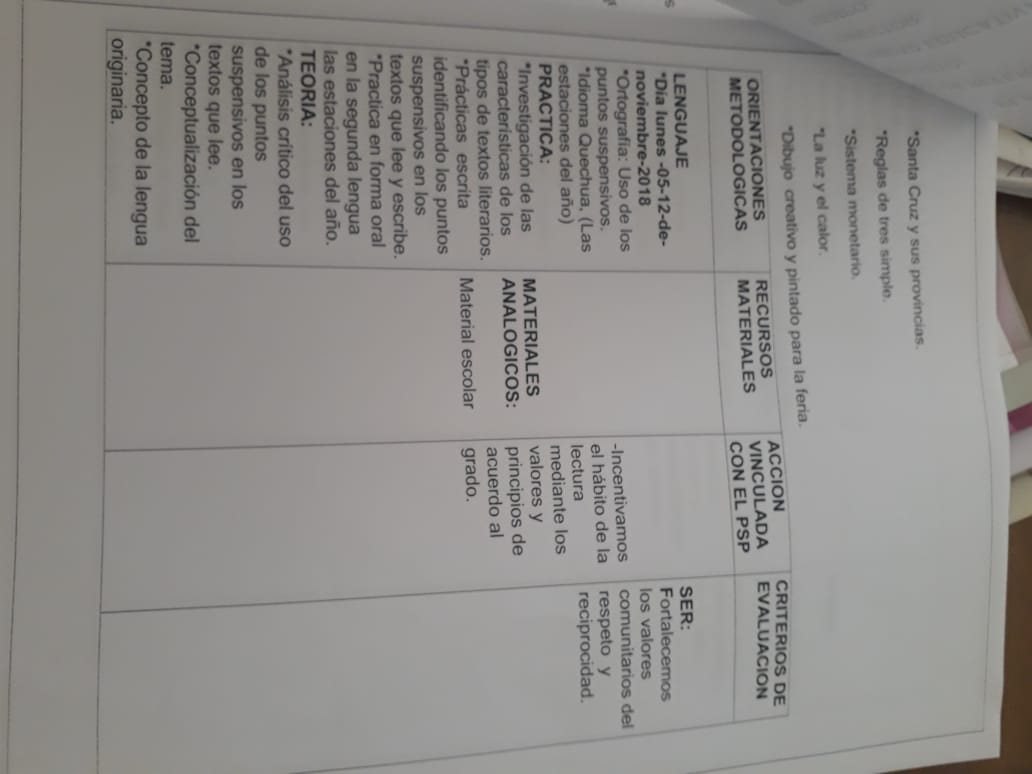 *Santa Cruz y sus provincias.
*Reglas de tres simple.
*Sistema monetario.
*La luz y el calor.
*Dibujo creativo y pintado para la feria.
ORIENTACIONES
METODOLOGICAS
RECURSOS
MATERIALES
ACCION
VINCULADA
CON EL PSP
CRITERIOS DE
EVALUACION
LENGUAJE
*Dia lunes -05-12-de-
noviembre-2018
*Ortografía: Uso de los
puntos suspensivos.
*Idioma Quechua, (Las
estaciones del año)
PRACTICA:
*Investigación de las
características de los
tipos de textos literarios.
*Prácticas escrita
identificando los puntos
suspensivos en los
textos que lee y escribe.
*Practica en forma oral
en la segunda lengua
las estaciones del año.
TEORIA:
*Análisis crítico del uso
de los puntos
suspensivos en los
textos que lee.
*Conceptualización del
tema.
*Concepto de la lengua
originaria.
MATERIALES
ANALOGICOS:
Material escolar
-Incentivamos
el hábito de la
lectura
mediante los
valores y
principios de
acuerdo al
grado.
SER:
Fortalecemos
los valores
comunitarios del
respeto y
reciprocidad.